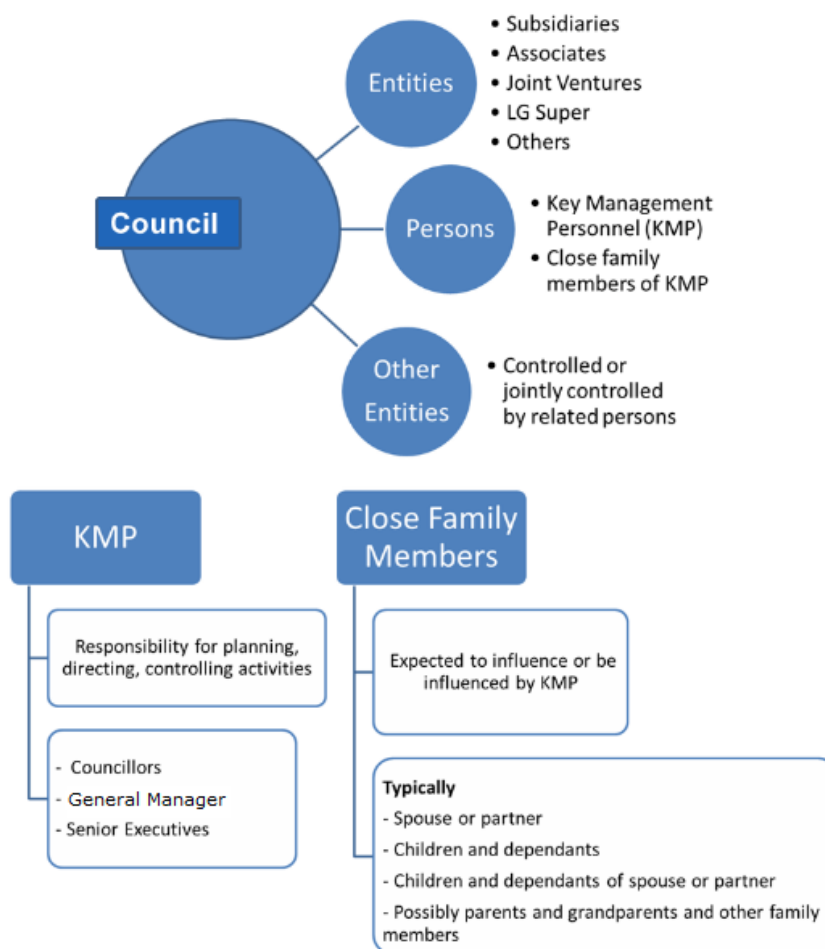 Entities
• Subsidiaries
• Associates
• Joint Ventures
• LG Super
• Others
Council
Persons
• Key Management
Personnel (KMP)
• Close family
members of KMP
Other
Entities
• Controlled or
jointly controlled
by related persons
KMP
Responsibility for planning,
directing, controlling activities
- Councillors
- General Manager
- Senior Executives
Close Family
Members
Expected to influence or be
influenced by KMP
Typically
- Spouse or partner
- Children and dependants
- Children and dependants of spouse or partner
- Possibly parents and grandparents and other family
members